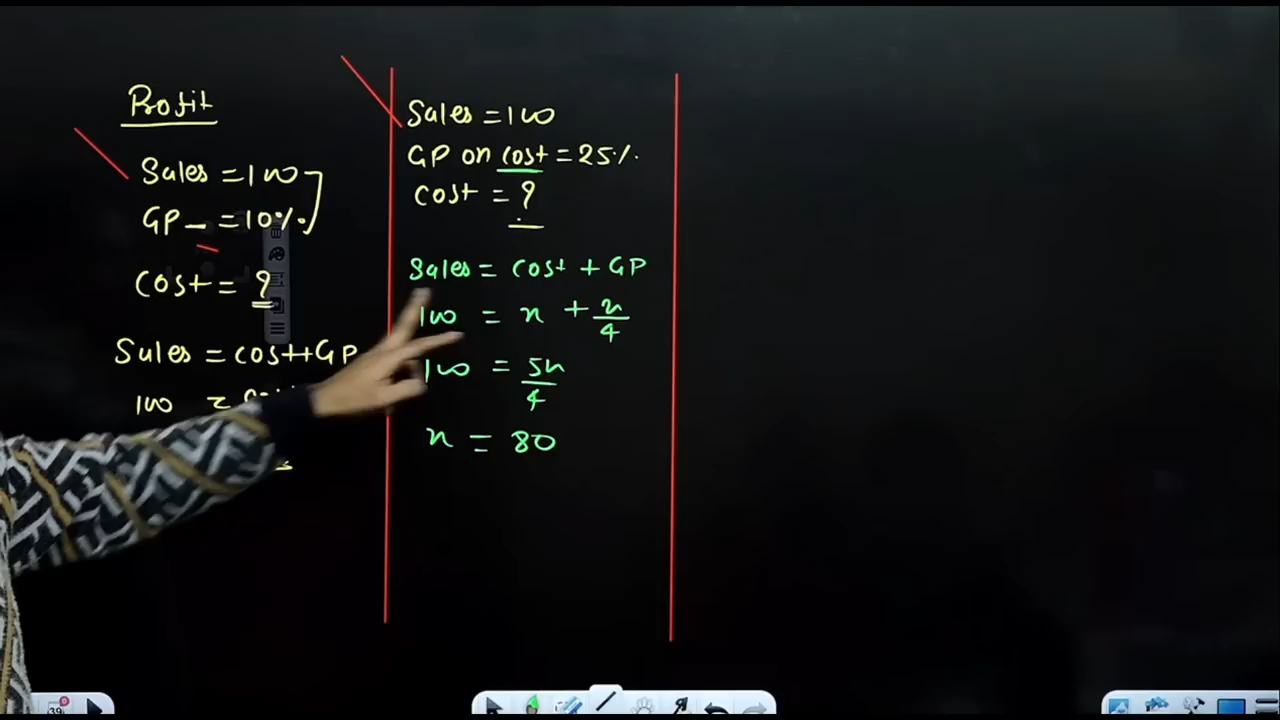 Profit
Sales = 100
GP _ = 10%
Cost = ?
Sales = Cost + GP
100 =
Sales = 100
GP on cost = 25%.
Cost = ?
Sales = Cost + GP
100 = x + x/4
100 = 5x/4
x = 80
39